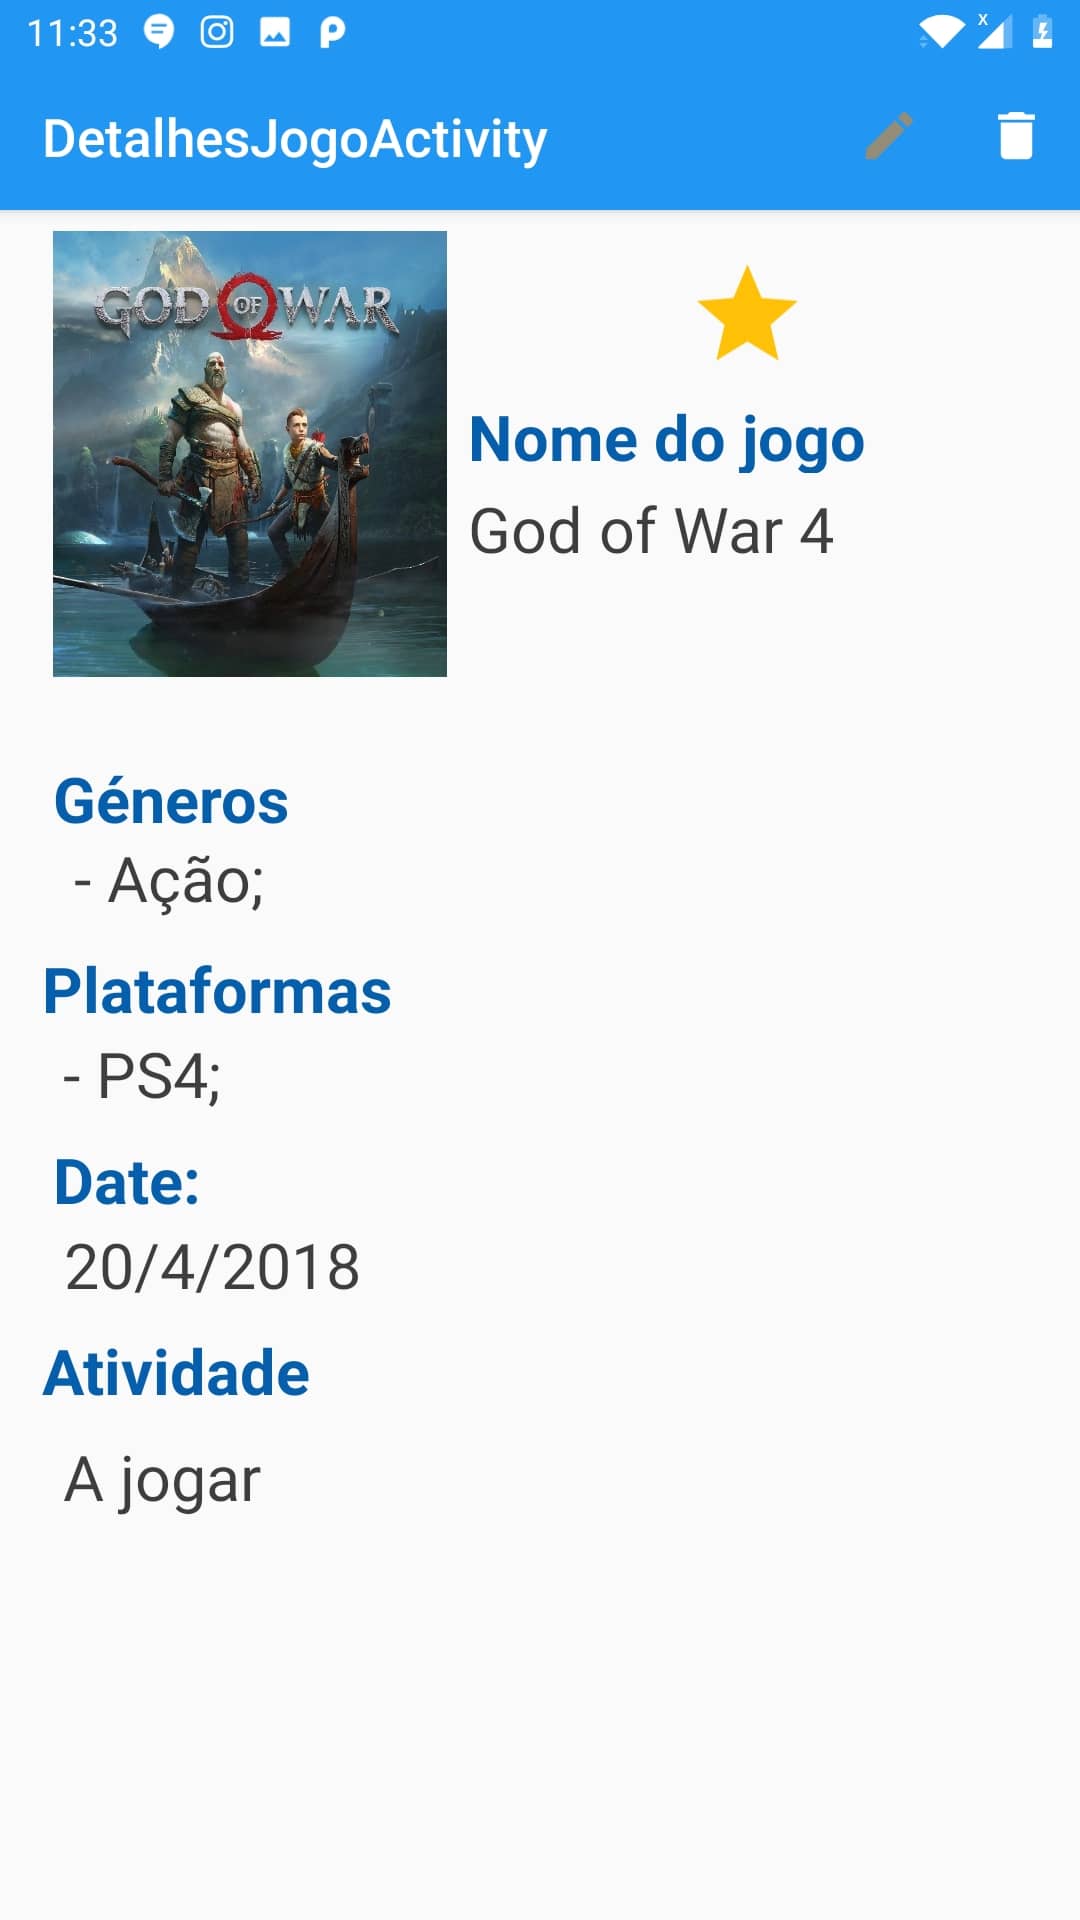 11:33
DetalhesJogoActivity
GOD OF WAR
Nome do jogo
God of War 4
Géneros
- Ação;
Plataformas
- PS4;
Date:
20/4/2018
Atividade
A jogar